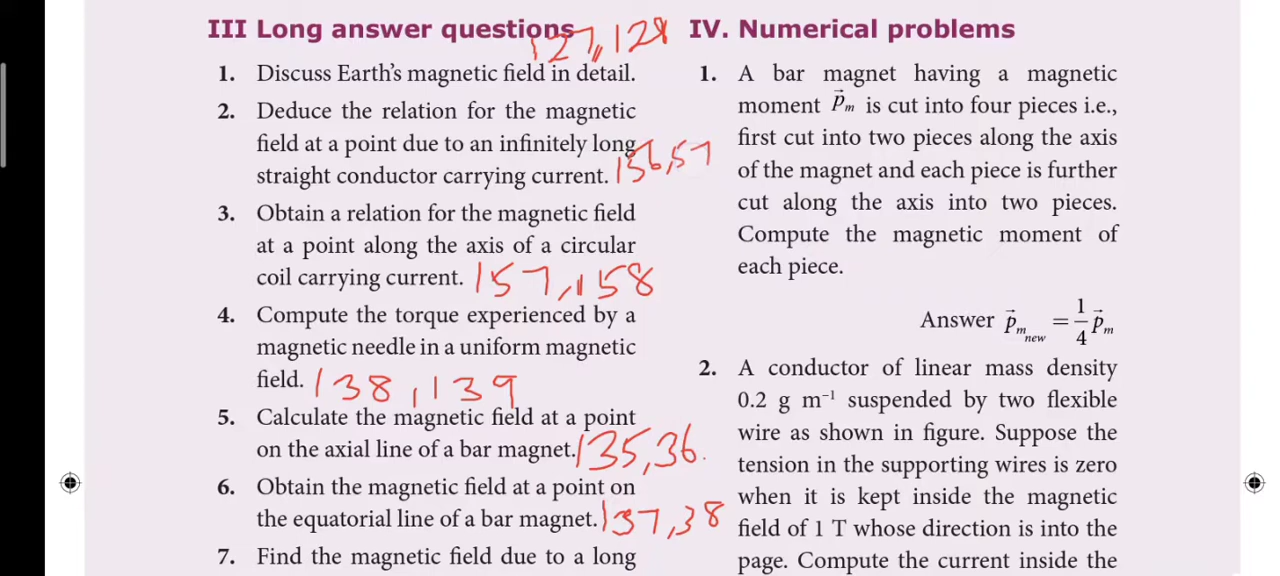 III Long answer questions
127, 128
1. Discuss Earth's magnetic field in detail.
2. Deduce the relation for the magnetic
field at a point due to an infinitely long
straight conductor carrying current. 156,57
3. Obtain a relation for the magnetic field
at a point along the axis of a circular
coil carrying current. 157,158
4. Compute the torque experienced by a
magnetic needle in a uniform magnetic
field. 138,139
5. Calculate the magnetic field at a point
on the axial line of a bar magnet. 135,36.
6. Obtain the magnetic field at a point on
the equatorial line of a bar magnet. 137,38
7. Find the magnetic field due to a long
IV. Numerical problems
1. A bar magnet having a magnetic
moment p⃗ₘ is cut into four pieces i.e.,
first cut into two pieces along the axis
of the magnet and each piece is further
cut along the axis into two pieces.
Compute the magnetic moment of
each piece.
Answer p⃗ₘ new = 1/4 p⃗ₘ
2. A conductor of linear mass density
0.2 g m⁻¹ suspended by two flexible
wire as shown in figure. Suppose the
tension in the supporting wires is zero
when it is kept inside the magnetic
field of 1 T whose direction is into the
page. Compute the current inside the